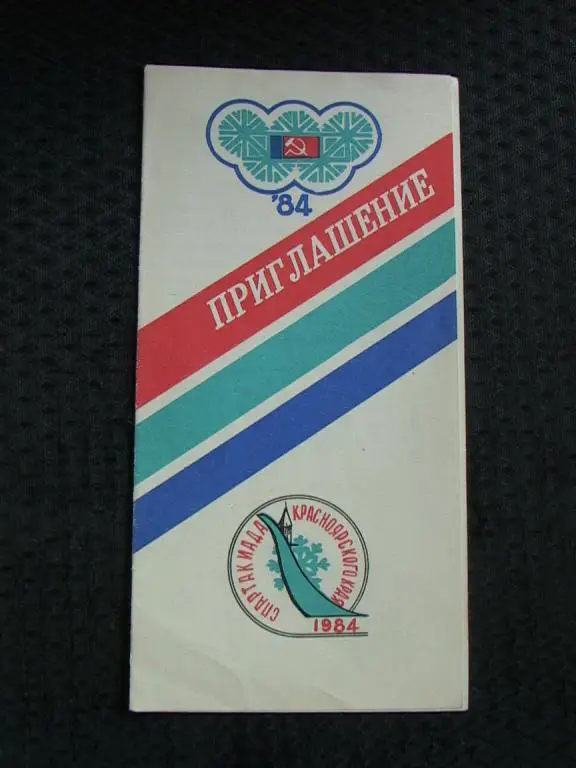 '84
ПРИГЛАШЕНИЕ
СПАРТАКИАДА КРАСНОЯРСКОГО КРАЯ
1984